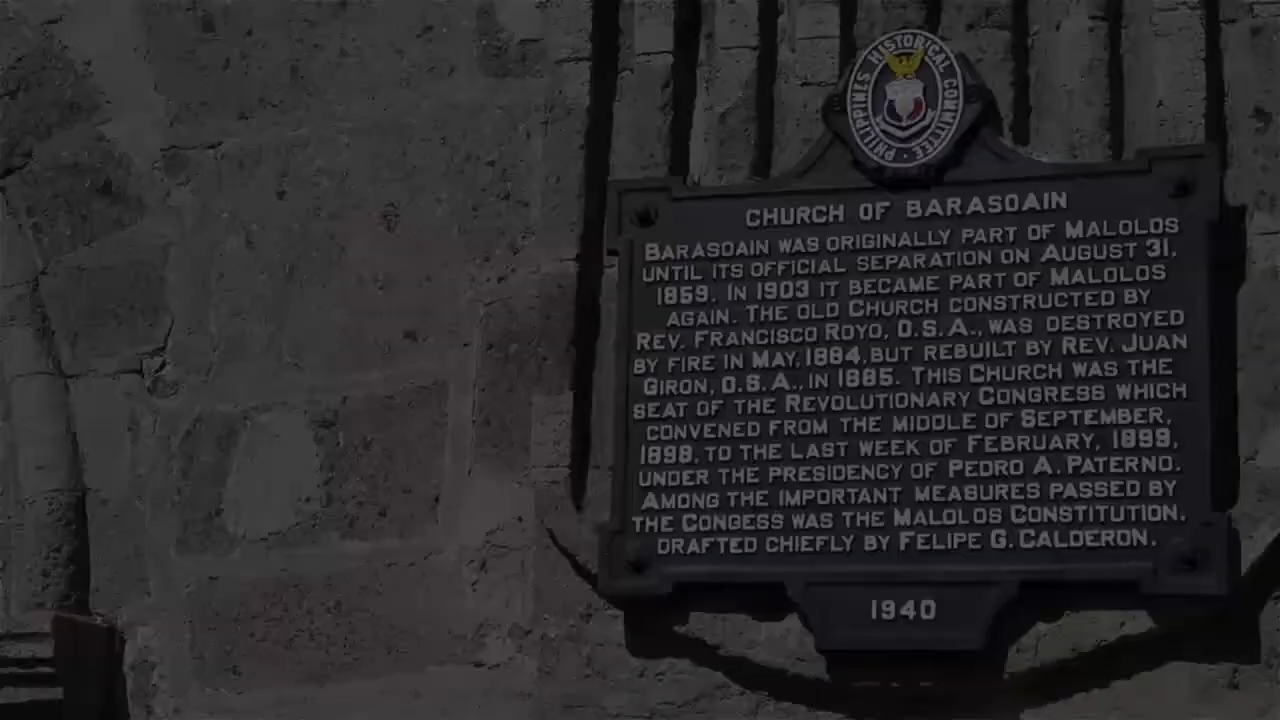 PHILIPPINES HISTORICAL COMMITTEE
CHURCH OF BARASOAIN
BARASOAIN WAS ORIGINALLY PART OF MALOLOS
UNTIL ITS OFFICIAL SEPARATION ON AUGUST 31,
1859. IN 1903 IT BECAME PART OF MALOLOS
AGAIN. THE OLD CHURCH CONSTRUCTED BY
REV. FRANCISCO ROYO, O.S.A., WAS DESTROYED
BY FIRE IN MAY, 1884, BUT REBUILT BY REV. JUAN
GIRON, O.S.A., IN 1885. THIS CHURCH WAS THE
SEAT OF THE REVOLUTIONARY CONGRESS WHICH
CONVENED FROM THE MIDDLE OF SEPTEMBER,
1898, TO THE LAST WEEK OF FEBRUARY, 1899,
UNDER THE PRESIDENCY OF PEDRO A. PATERNO.
AMONG THE IMPORTANT MEASURES PASSED BY
THE CONGESS WAS THE MALOLOS CONSTITUTION,
DRAFTED CHIEFLY BY FELIPE G. CALDERON.
1940